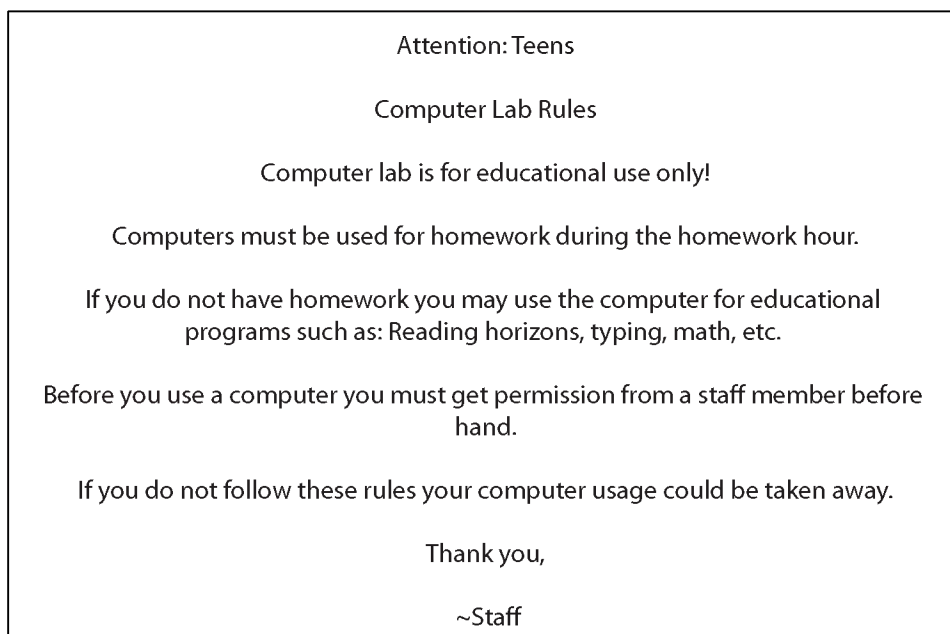 Attention: Teens
Computer Lab Rules
Computer lab is for educational use only!
Computers must be used for homework during the homework hour.
If you do not have homework you may use the computer for educational
programs such as: Reading horizons, typing, math, etc.
Before you use a computer you must get permission from a staff member before
hand.
If you do not follow these rules your computer usage could be taken away.
Thank you,
~Staff